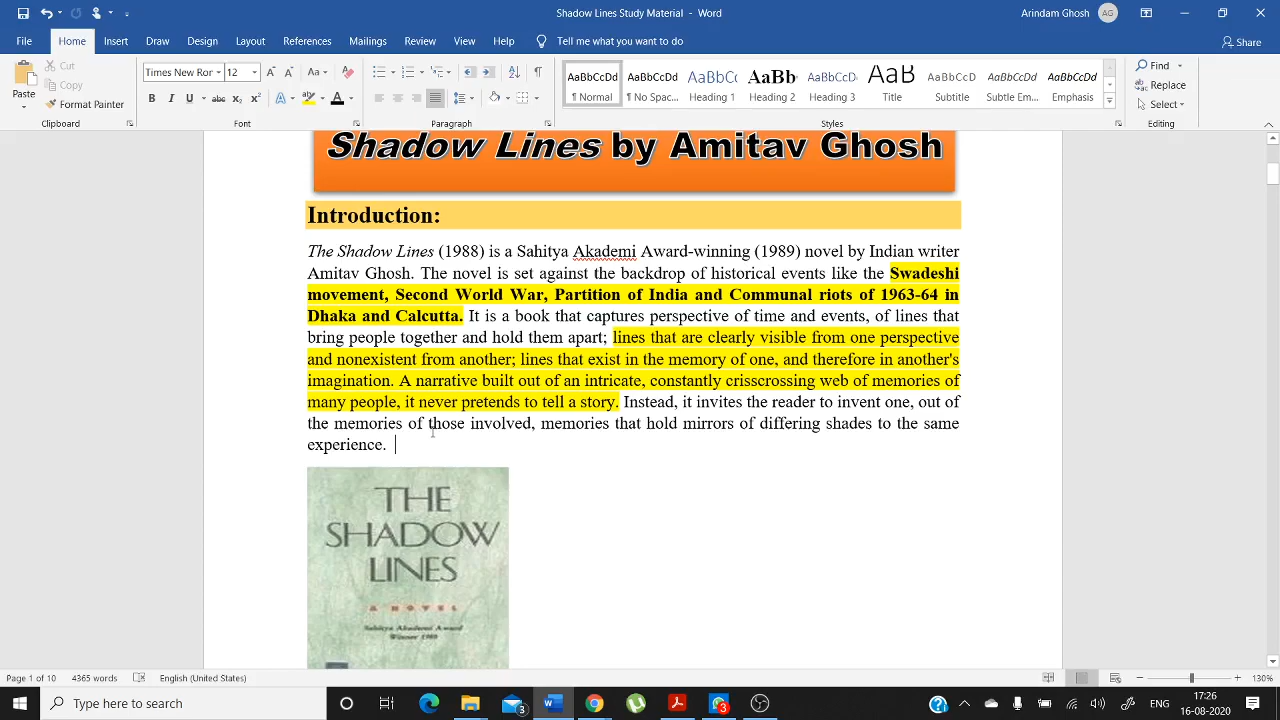 Shadow Lines Study Material - Word
Arindam Ghosh AG
File Home Insert Draw Design Layout References Mailings Review View Help Tell me what you want to do Share
Cut
Copy
Paste
Format Painter
Times New Ror 12 Aa
B I U abc X₂ X² A A
AaBbCcDd AaBbCcDd AaBbCc AaBb AaBbCcD AaB AaBbCcD AaBbCcDd AaBbCcDd
¶ Normal ¶ No Spac... Heading 1 Heading 2 Heading 3 Title Subtitle Subtle Em... Emphasis
Find
Replace
Select
Clipboard Font Paragraph Styles Editing
Shadow Lines by Amitav Ghosh
Introduction:
The Shadow Lines (1988) is a Sahitya Akademi Award-winning (1989) novel by Indian writer
Amitav Ghosh. The novel is set against the backdrop of historical events like the Swadeshi
movement, Second World War, Partition of India and Communal riots of 1963-64 in
Dhaka and Calcutta. It is a book that captures perspective of time and events, of lines that
bring people together and hold them apart; lines that are clearly visible from one perspective
and nonexistent from another; lines that exist in the memory of one, and therefore in another's
imagination. A narrative built out of an intricate, constantly crisscrossing web of memories of
many people, it never pretends to tell a story. Instead, it invites the reader to invent one, out of
the memories of those involved, memories that hold mirrors of differing shades to the same
experience.
THE
SHADOW
LINES
A NOVEL
Sahitya Akademi Award
Winner 1989
Page 1 of 10 4365 words English (United States) 130%
Type here to search
3
3
17:26
ENG
16-08-2020